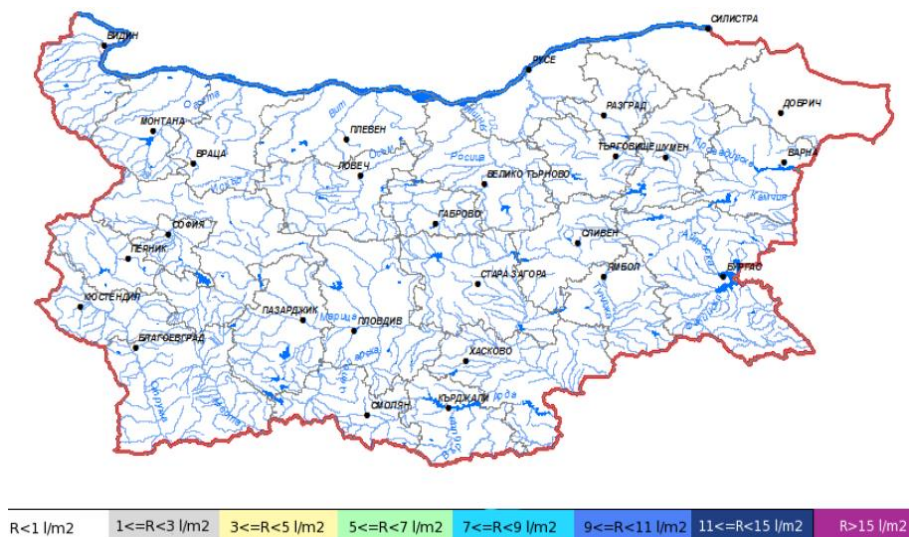 СИЛИСТРА
ВИДИН
РУСЕ
РАЗГРАД
ДОБРИЧ
МОНТАНА
ПЛЕВЕН
ВРАЦА
ЛОВЕЧ
ТЪРГОВИЩЕ
ШУМЕН
ВАРНА
Росица
ВЕЛИКО ТЪРНОВО
Камчия
ГАБРОВО
СОФИЯ
СЛИВЕН
ПЕРНИК
СТАРА ЗАГОРА
ЯМБОЛ
БУРГАС
КЮСТЕНДИЛ
ПАЗАРДЖИК
Марица
ПЛОВДИВ
БЛАГОЕВГРАД
ХАСКОВО
СМОЛЯН
КЪРДЖАЛИ
R<1 l/m2
1<=R<3 l/m2
3<=R<5 l/m2
5<=R<7 l/m2
7<=R<9 l/m2
9<=R<11 l/m2
11<=R<15 l/m2
R>15 l/m2